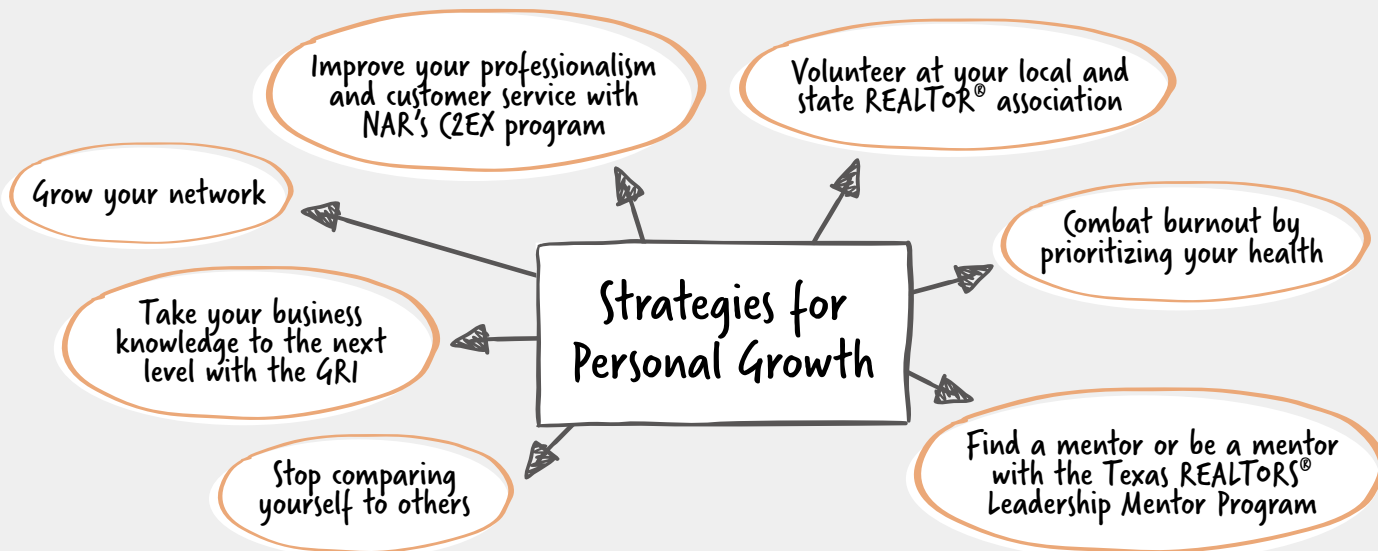 Improve your professionalism
and customer service with
NAR's C2EX program
Volunteer at your local and
state REALTOR® association
Grow your network
Combat burnout by
prioritizing your health
Strategies for
Personal Growth
Take your business
knowledge to the next
level with the GRI
Find a mentor or be a mentor
with the Texas REALTORS®
Leadership Mentor Program
Stop comparing
yourself to others